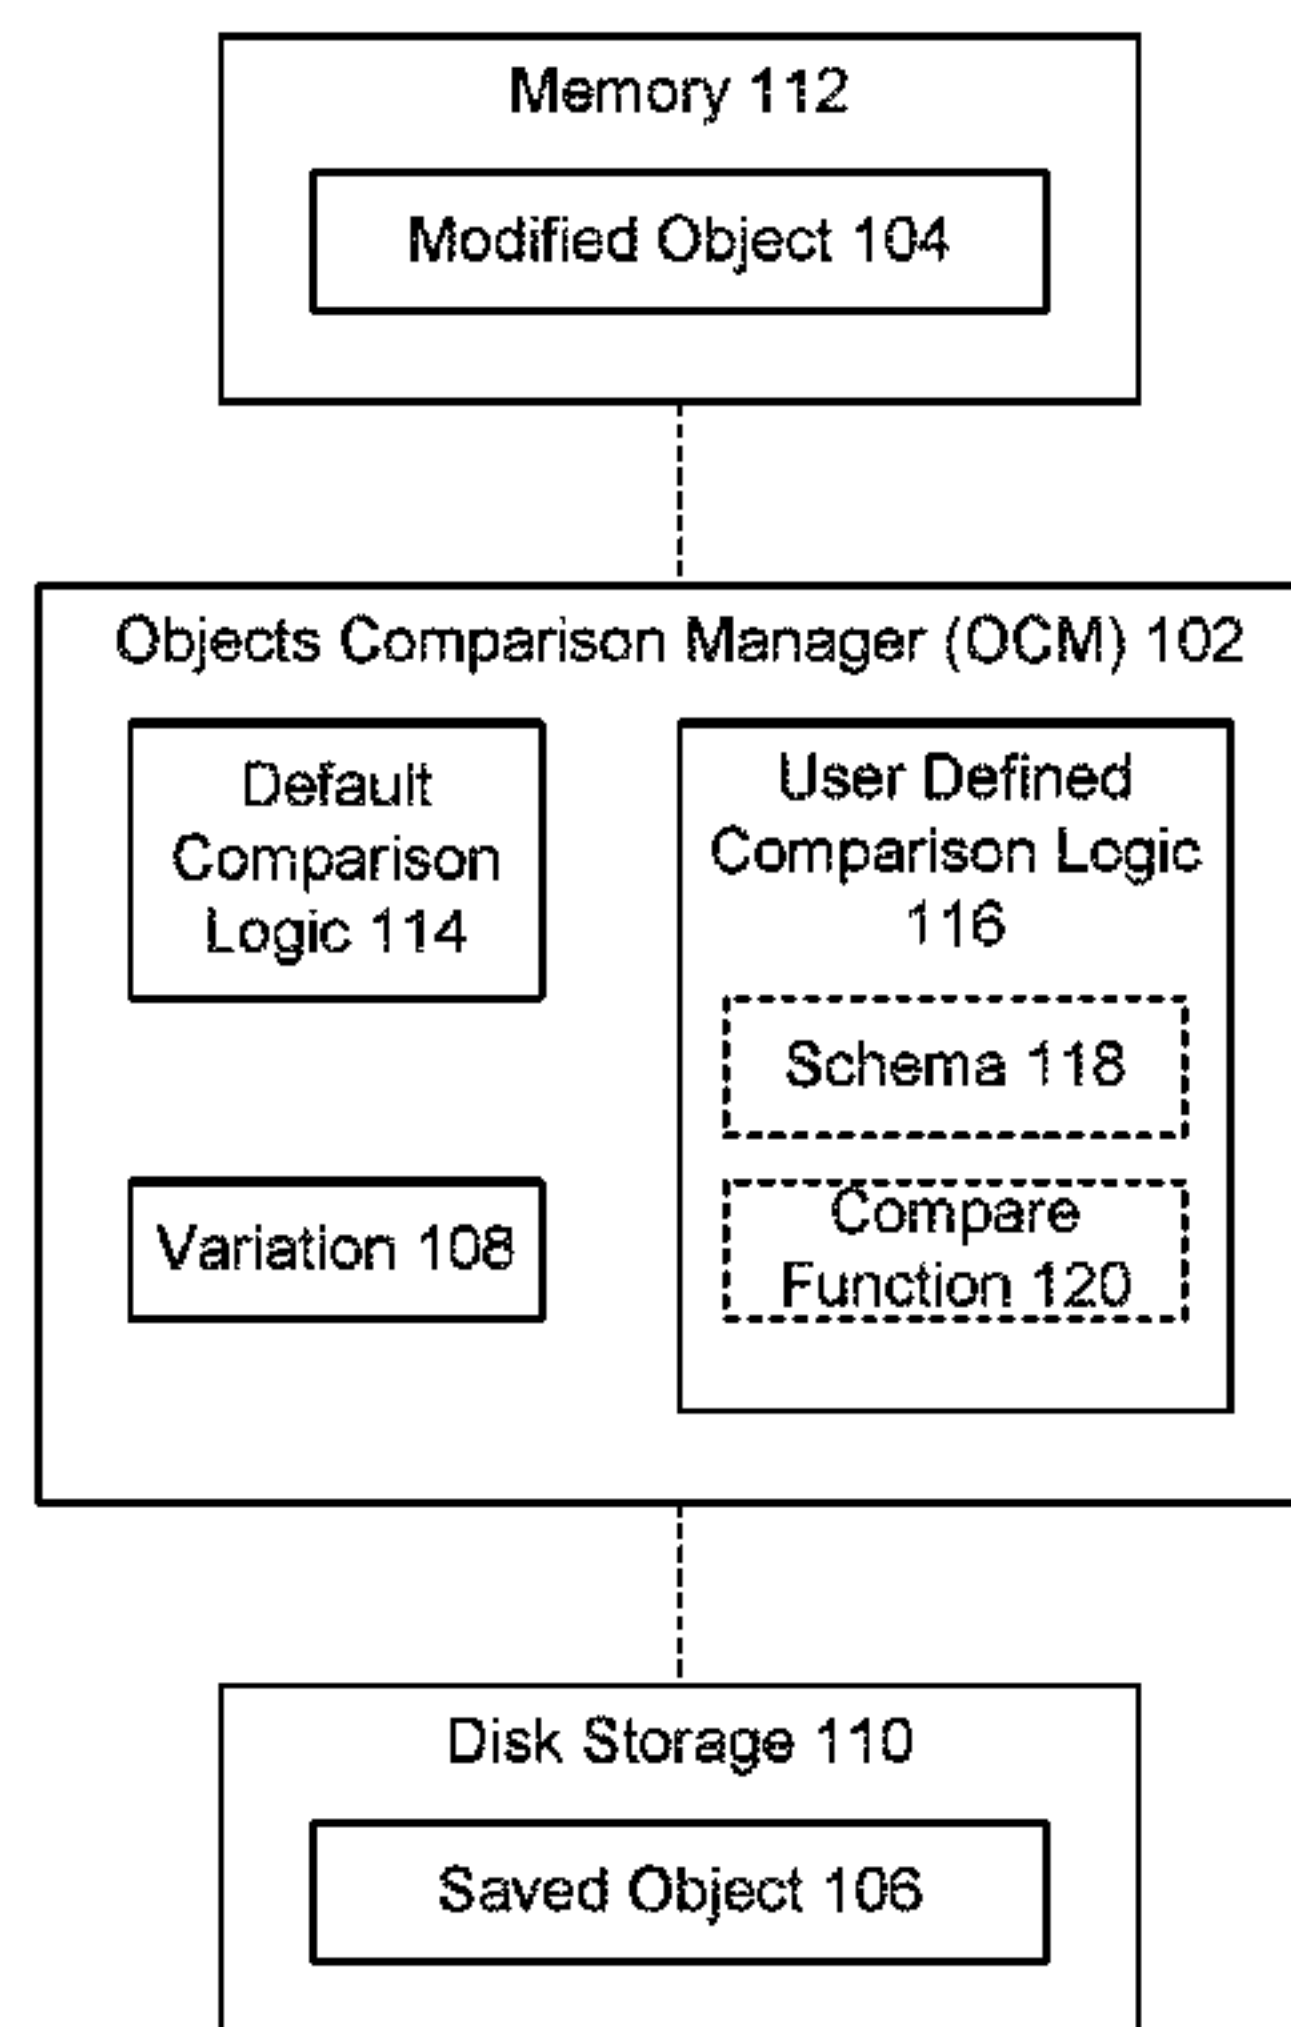 Memory 112
Modified Object 104
Objects Comparison Manager (OCM) 102
Default
Comparison
Logic 114
User Defined
Comparison Logic
116
Schema 118
Variation 108
Compare
Function 120
Disk Storage 110
Saved Object 106